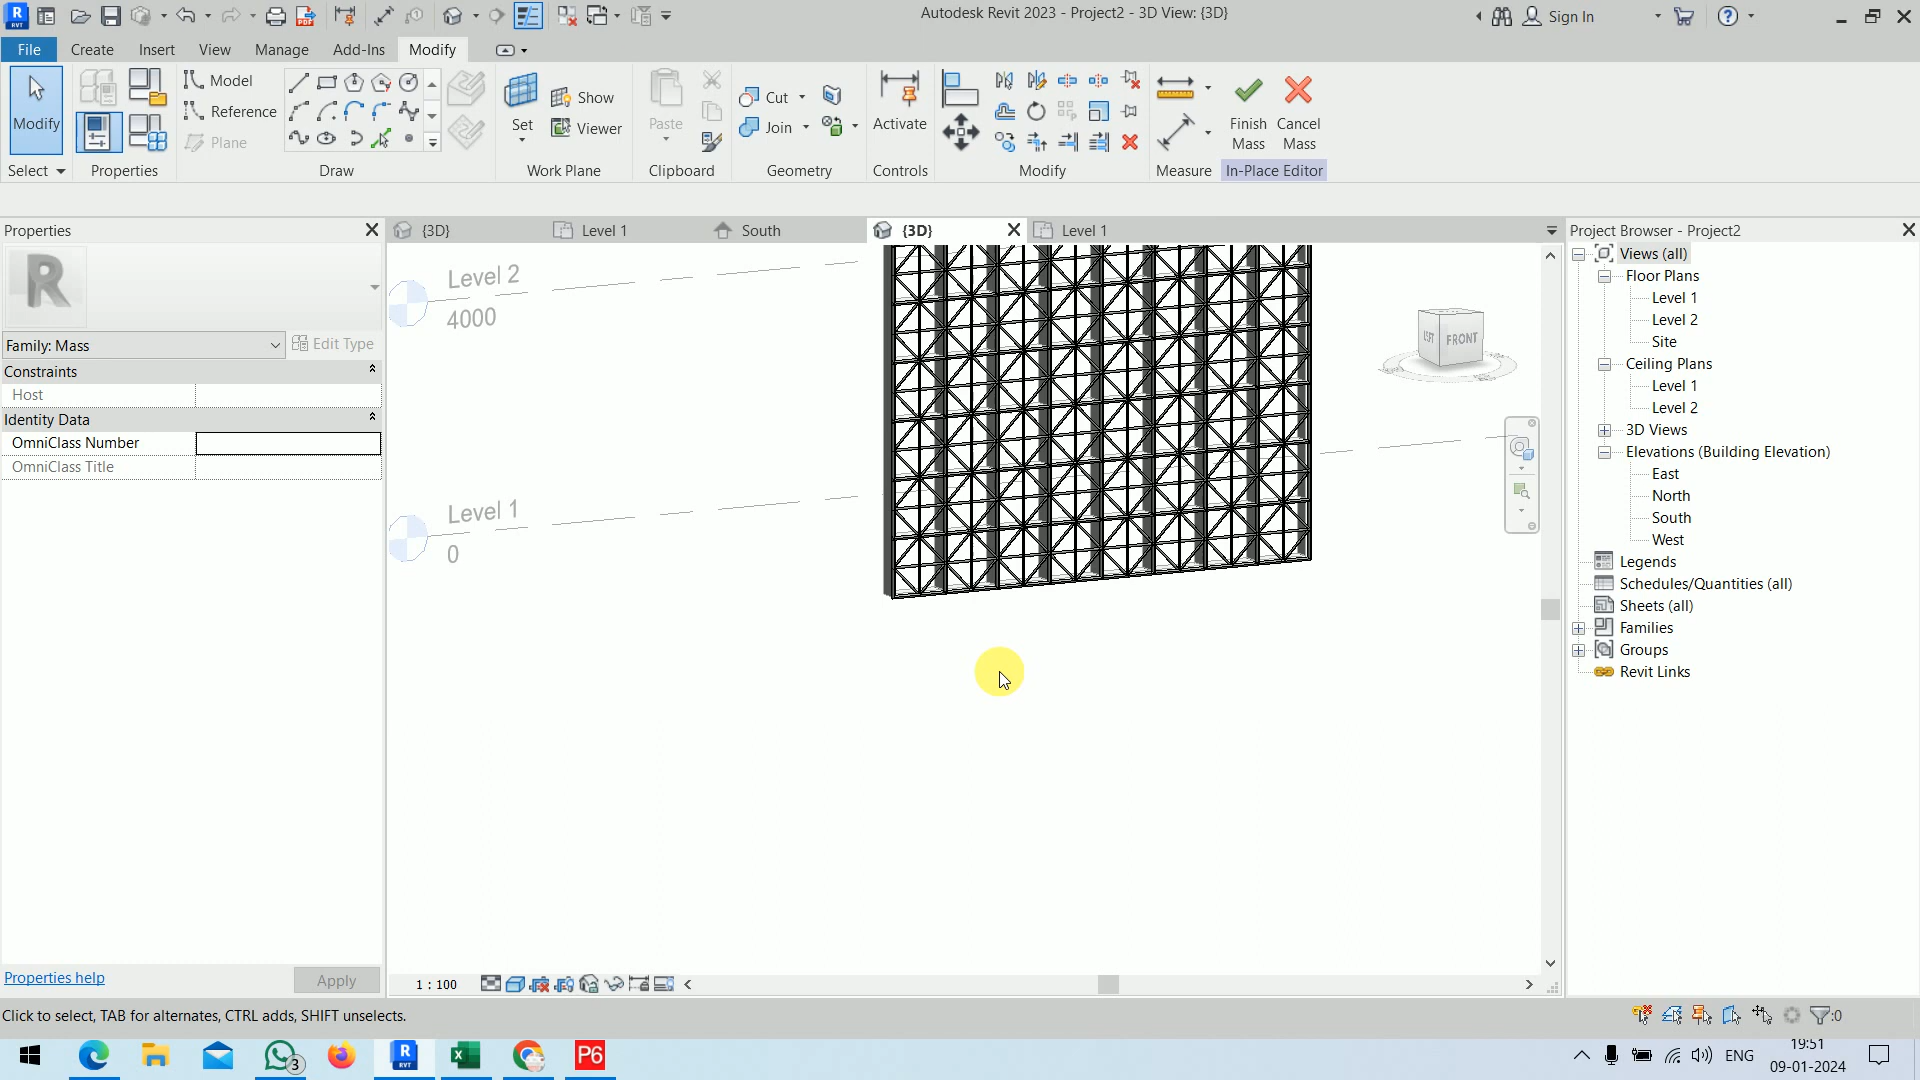 Autodesk Revit 2023 - Project2 - 3D View: {3D}
Sign In
File Create Insert View Manage Add-Ins Modify
Modify
Model
Reference
Plane
Set
Show
Viewer
Paste
Cut
Join
Activate
Finish Mass
Cancel Mass
Select Properties Draw Work Plane Clipboard Geometry Controls Modify Measure In-Place Editor
Properties
R
Family: Mass
Edit Type
Constraints
Host
Identity Data
OmniClass Number
OmniClass Title
Properties help
Apply
{3D} Level 1 South {3D} Level 1
Level 2
4000
Level 1
0
LEFT FRONT
1 : 100
Project Browser - Project2
Views (all)
Floor Plans
Level 1
Level 2
Site
Ceiling Plans
Level 1
Level 2
3D Views
Elevations (Building Elevation)
East
North
South
West
Legends
Schedules/Quantities (all)
Sheets (all)
Families
Groups
Revit Links
Click to select, TAB for alternates, CTRL adds, SHIFT unselects.
:0
3
R
RVT
P6
ENG
19:51
09-01-2024